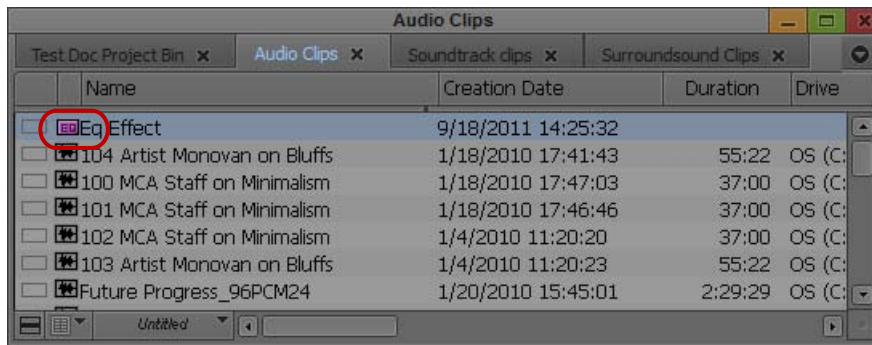 Audio Clips
Test Doc Project Bin Audio Clips Soundtrack clips Surroundsound Clips
Name Creation Date Duration Drive
EQ Eq Effect 9/18/2011 14:25:32
104 Artist Monovan on Bluffs 1/18/2010 17:41:43 55:22 OS (C:
100 MCA Staff on Minimalism 1/18/2010 17:47:03 37:00 OS (C:
101 MCA Staff on Minimalism 1/18/2010 17:46:46 37:00 OS (C:
102 MCA Staff on Minimalism 1/4/2010 11:20:20 37:00 OS (C:
103 Artist Monovan on Bluffs 1/4/2010 11:20:23 55:22 OS (C:
Future Progress_96PCM24 1/20/2010 15:45:01 2:29:29 OS (C:
Untitled